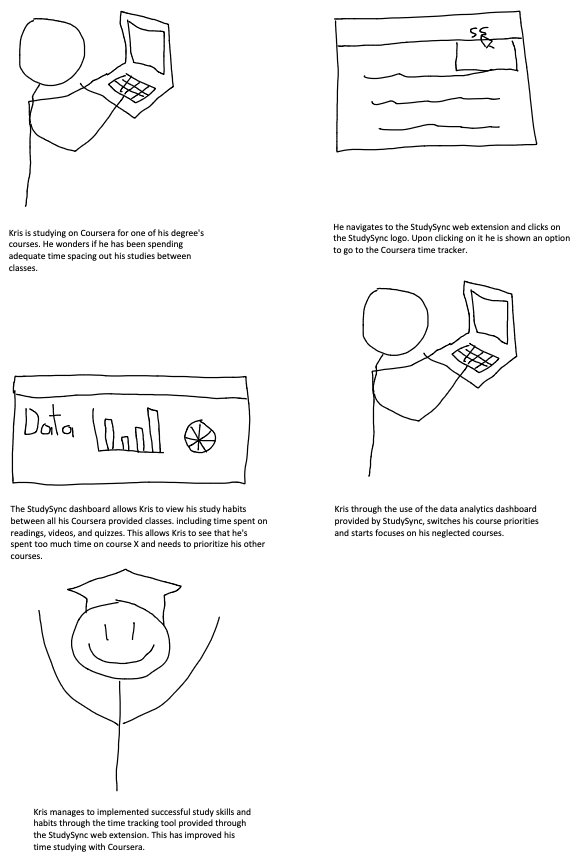 Kris is studying on Coursera for one of his degree's
courses. He wonders if he has been spending
adequate time spacing out his studies between
classes.
SS
He navigates to the StudySync web extension and clicks on
the StudySync logo. Upon clicking on it he is shown an option
to go to the Coursera time tracker.
Data
The StudySync dashboard allows Kris to view his study habits
between all his Coursera provided classes. including time spent on
readings, videos, and quizzes. This allows Kris to see that he's
spent too much time on course X and needs to prioritize his other
courses.
Kris through the use of the data analytics dashboard
provided by StudySync, switches his course priorities
and starts focuses on his neglected courses.
Kris manages to implemented successful study skills and
habits through the time tracking tool provided through
the StudySync web extension. This has improved his
time studying with Coursera.